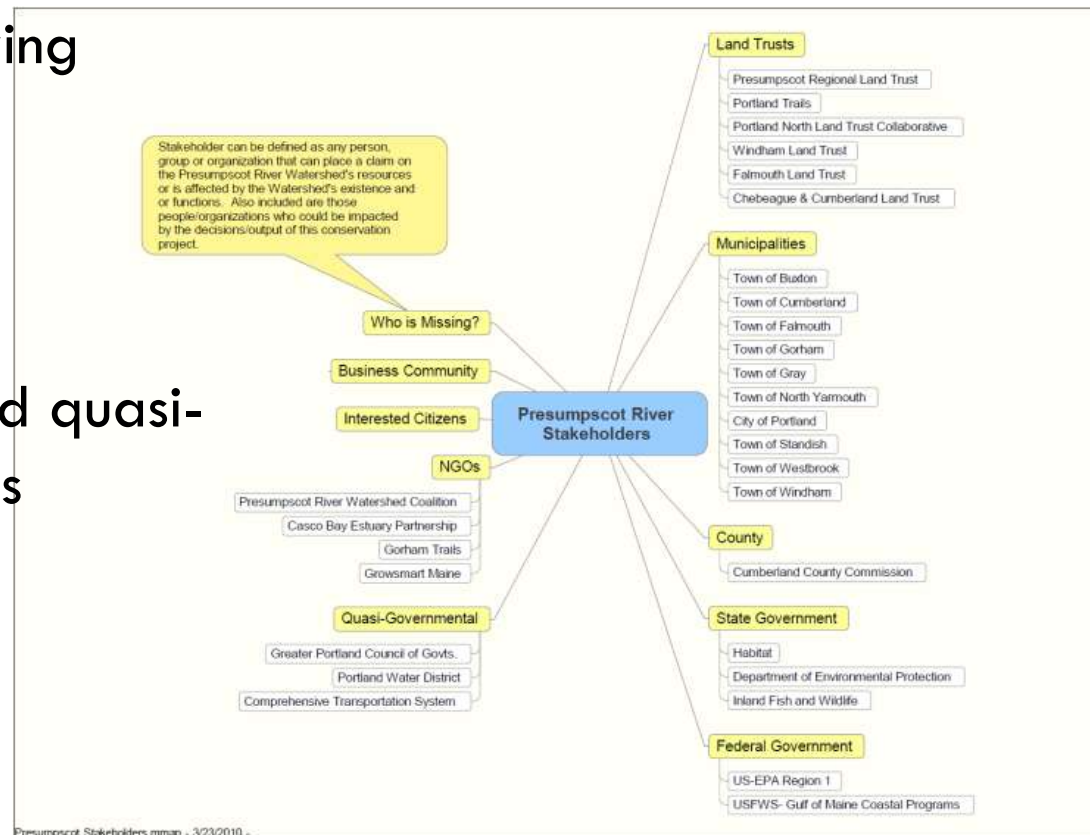 ing
d quasi-
s
Stakeholder can be defined as any person,
group or organization that can place a claim on
the Presumpscot River Watershed's resources
or is affected by the Watershed's existence and
or functions. Also included are those
people/organizations who could be impacted
by the decisions/output of this conservation
project.
Who is Missing?
Business Community
Interested Citizens
NGOs
Presumpscot River Watershed Coalition
Casco Bay Estuary Partnership
Gorham Trails
Growsmart Maine
Quasi-Governmental
Greater Portland Council of Govts.
Portland Water District
Comprehensive Transportation System
Presumpscot River
Stakeholders
Land Trusts
Presumpscot Regional Land Trust
Portland Trails
Portland North Land Trust Collaborative
Windham Land Trust
Falmouth Land Trust
Chebeague & Cumberland Land Trust
Municipalities
Town of Buxton
Town of Cumberland
Town of Falmouth
Town of Gorham
Town of Gray
Town of North Yarmouth
City of Portland
Town of Standish
Town of Westbrook
Town of Windham
County
Cumberland County Commission
State Government
Habitat
Department of Environmental Protection
Inland Fish and Wildlife
Federal Government
US-EPA Region 1
USFWS- Gulf of Maine Coastal Programs
Presumpscot Stakeholders.mmap - 3/23/2010 -